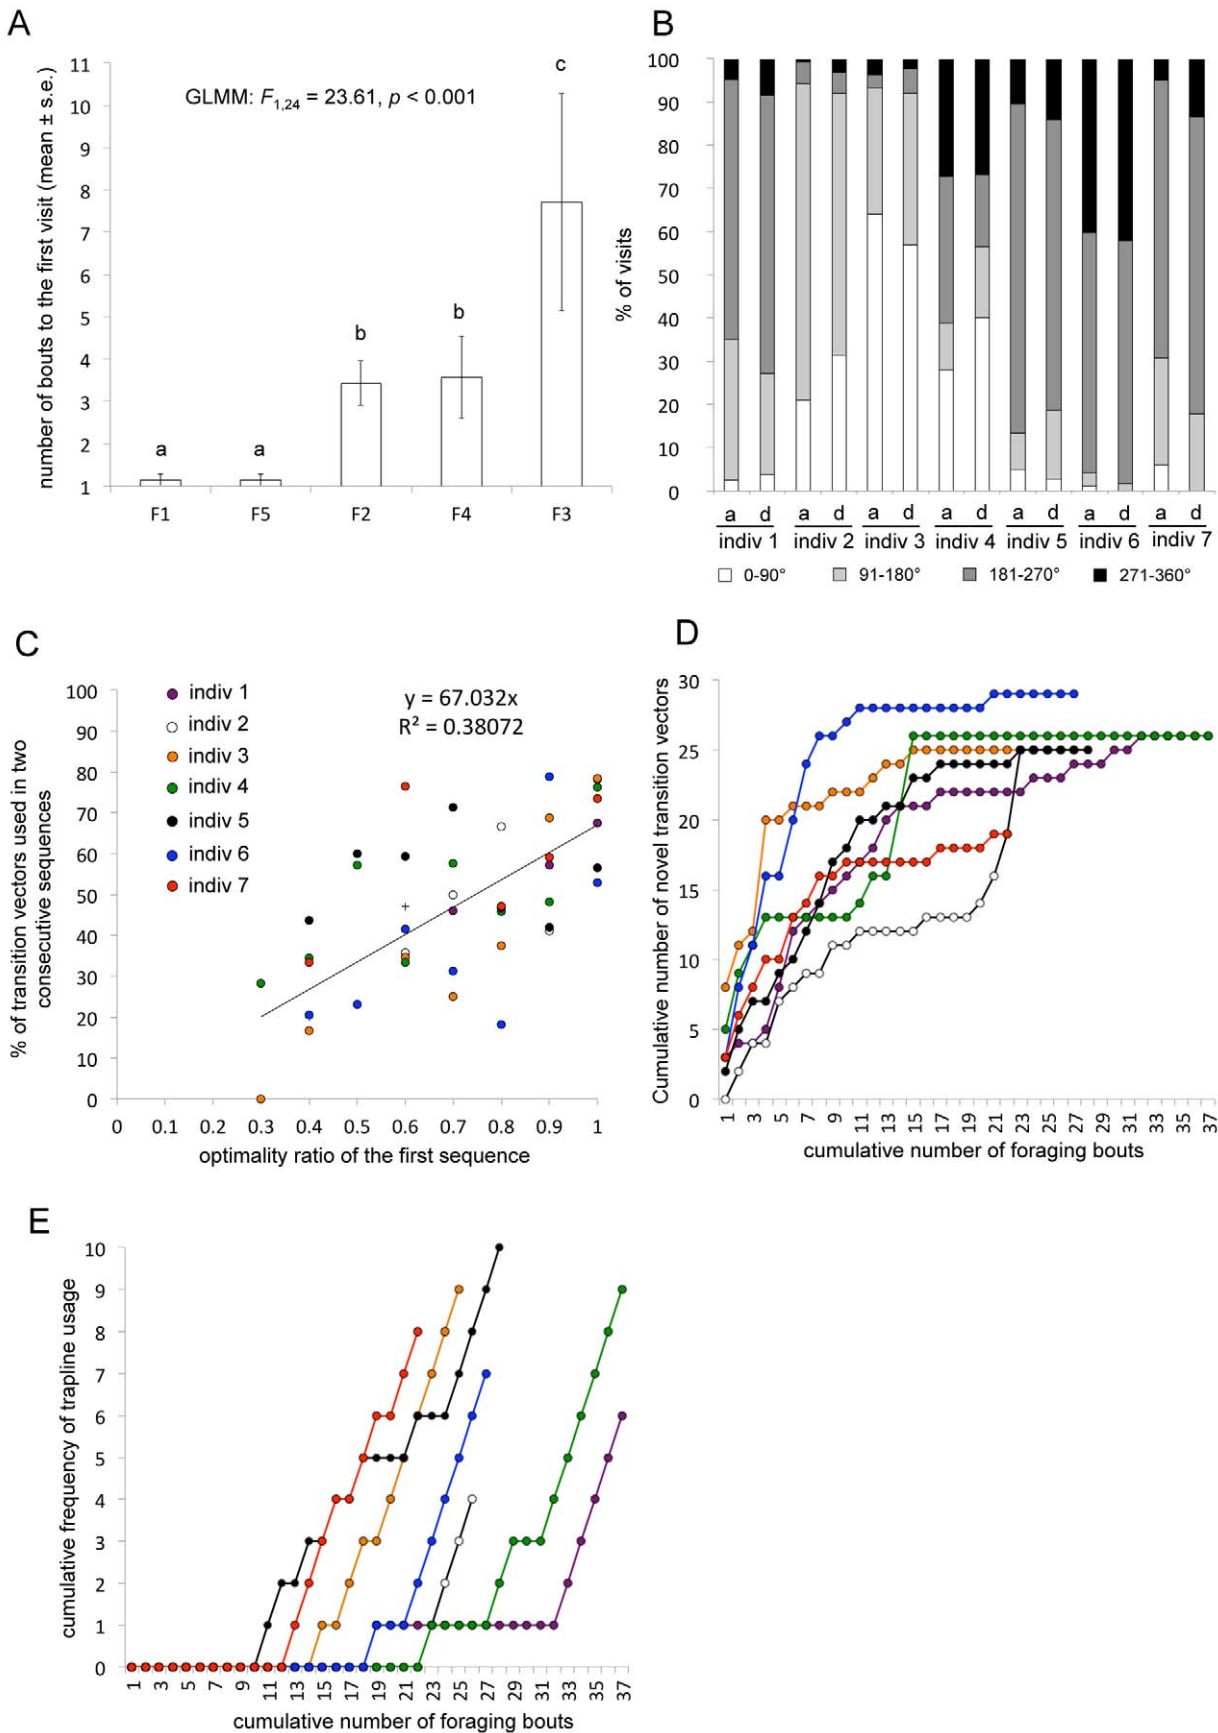 A
number of bouts to the first visit (mean ± s.e.)
11
10
9
8
7
6
5
4
3
2
1
GLMM: F1,24 = 23.61, p < 0.001
a
a
b
b
c
F1
F5
F2
F4
F3
B
% of visits
100
90
80
70
60
50
40
30
20
10
0
a d a d a d a d a d a d a d
indiv 1 indiv 2 indiv 3 indiv 4 indiv 5 indiv 6 indiv 7
0-90° 91-180° 181-270° 271-360°
C
% of transition vectors used in two
consecutive sequences
100
90
80
70
60
50
40
30
20
10
0
indiv 1
indiv 2
indiv 3
indiv 4
indiv 5
indiv 6
indiv 7
y = 67.032x
R² = 0.38072
0 0.1 0.2 0.3 0.4 0.5 0.6 0.7 0.8 0.9 1
optimality ratio of the first sequence
D
Cumulative number of novel transition vectors
30
25
20
15
10
5
0
1 3 5 7 9 11 13 15 17 19 21 23 25 27 29 31 33 35 37
cumulative number of foraging bouts
E
cumulative frequency of trapline usage
10
9
8
7
6
5
4
3
2
1
0
1 3 5 7 9 11 13 15 17 19 21 23 25 27 29 31 33 35 37
cumulative number of foraging bouts